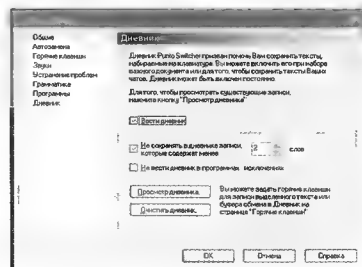 Общие
Автозамена
Горячие клавиши
Звуки
Устранение проблем
Грамматика
Программы
Дневник
Дневник
Дневник Punto Switcher призван помочь Вам сохранить тексты,
набираемые на клавиатуре. Вы можете включить его при наборе
важного документа или для того, чтобы сохранить тексты Ваших
чатов. Дневник может быть включен постоянно.
Для того, чтобы просмотреть существующие записи,
нажмите кнопку "Просмотр дневника"
Вести дневник
Не сохранять в дневнике записи,
которые содержат менее 2 слов
Не вести дневник в программах исключениях
Просмотр дневника...
Очистить дневник...
Вы можете задать горячие клавиши
для записи выделенного текста или
буфера обмена в Дневник на
странице "Горячие клавиши"
OK Отмена Справка